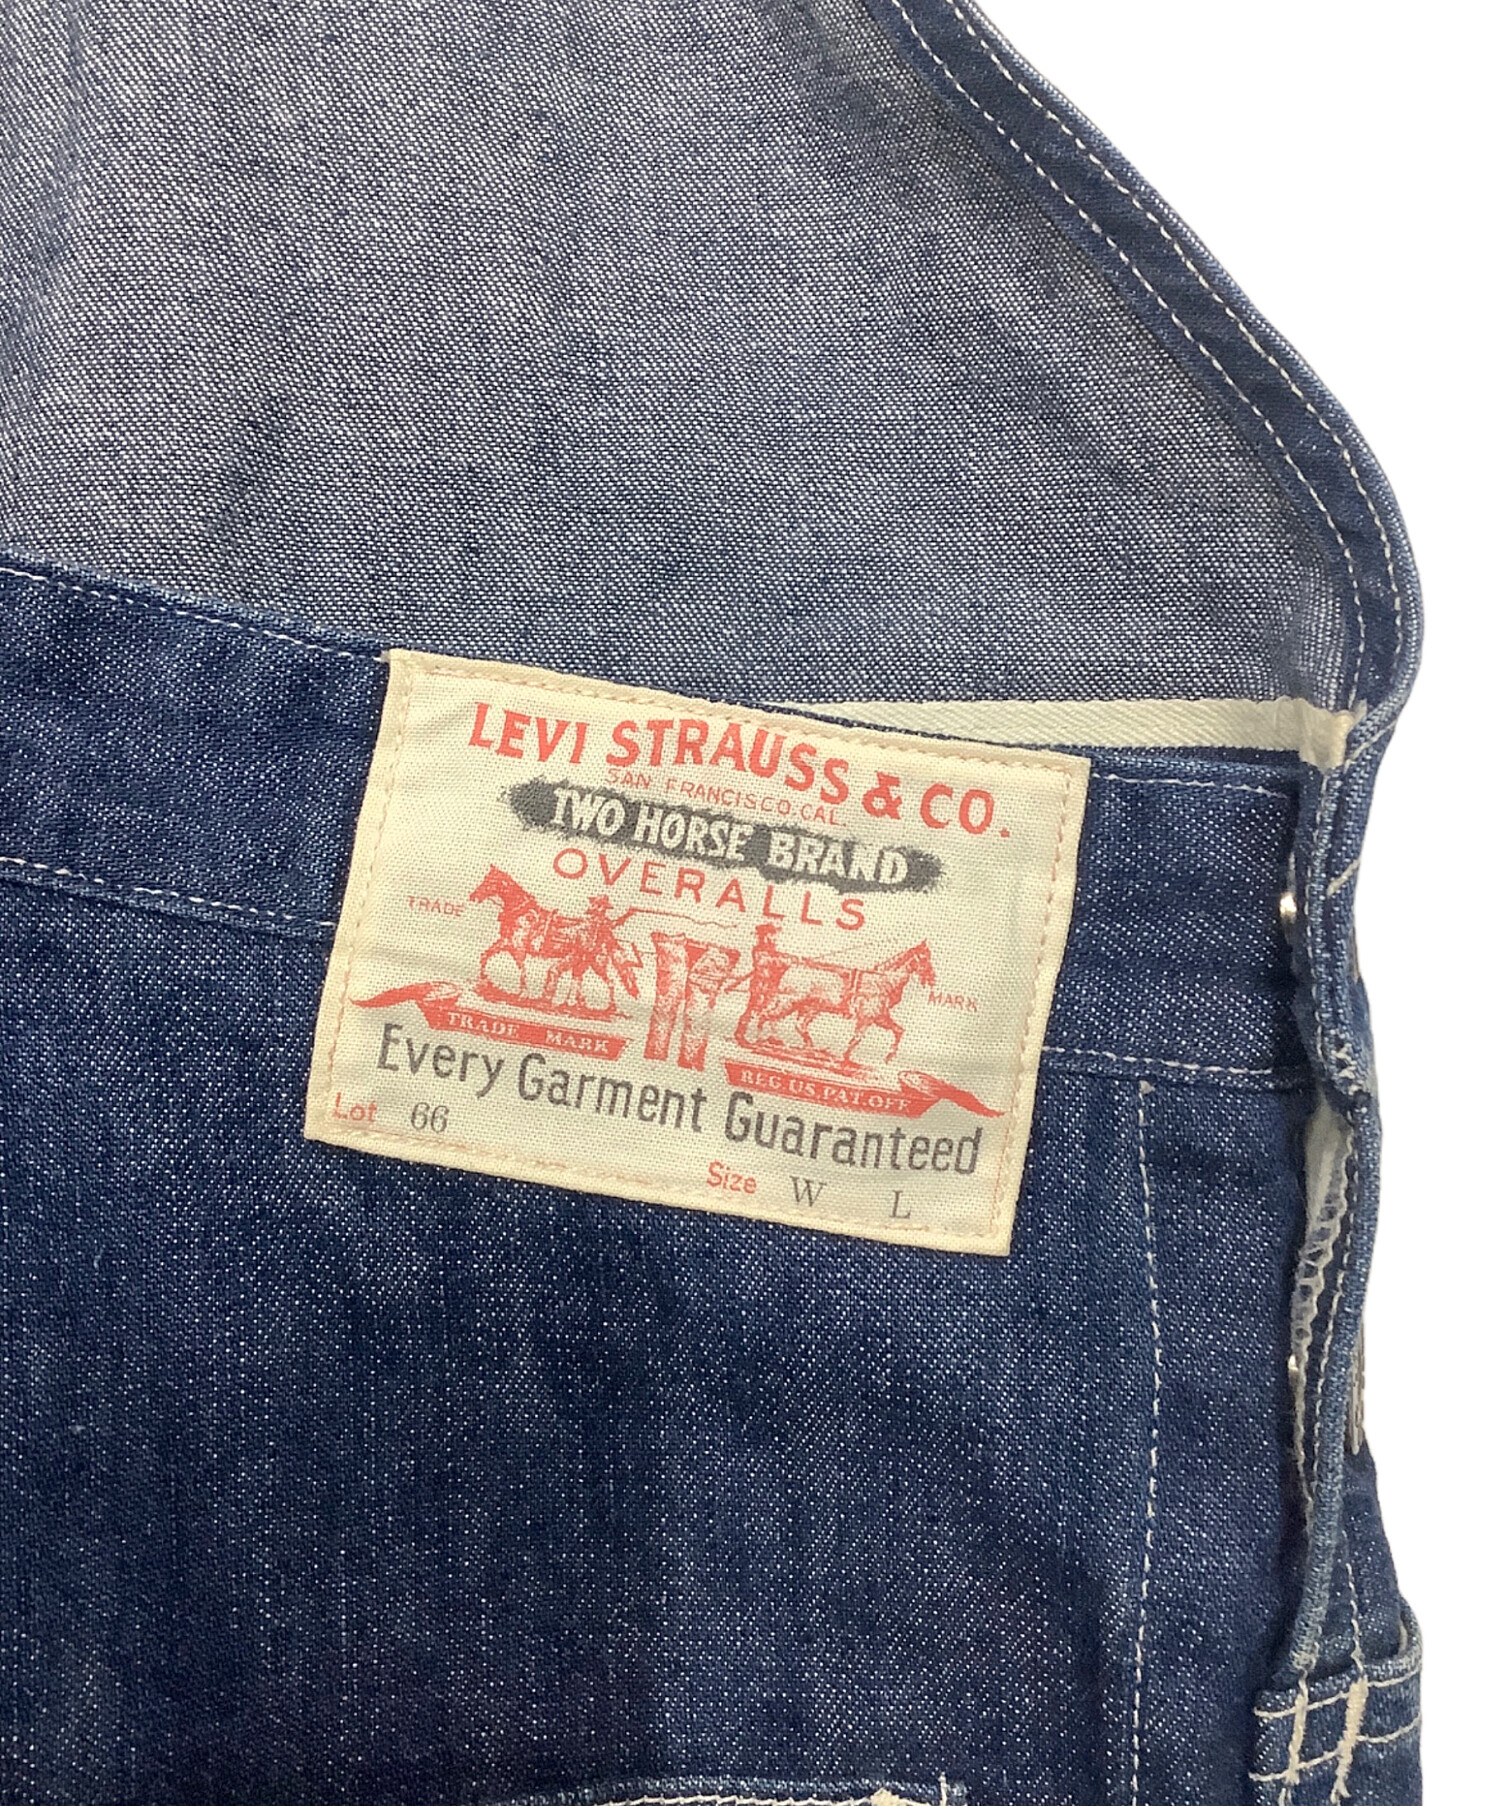 LEVI STRAUSS & CO.
SAN FRANCISCO, CAL.
TWO HORSE BRAND
OVERALLS
TRADE MARK
TRADE MARK REG. U.S. PAT. OFF
Every Garment Guaranteed
Lot 66
Size W L